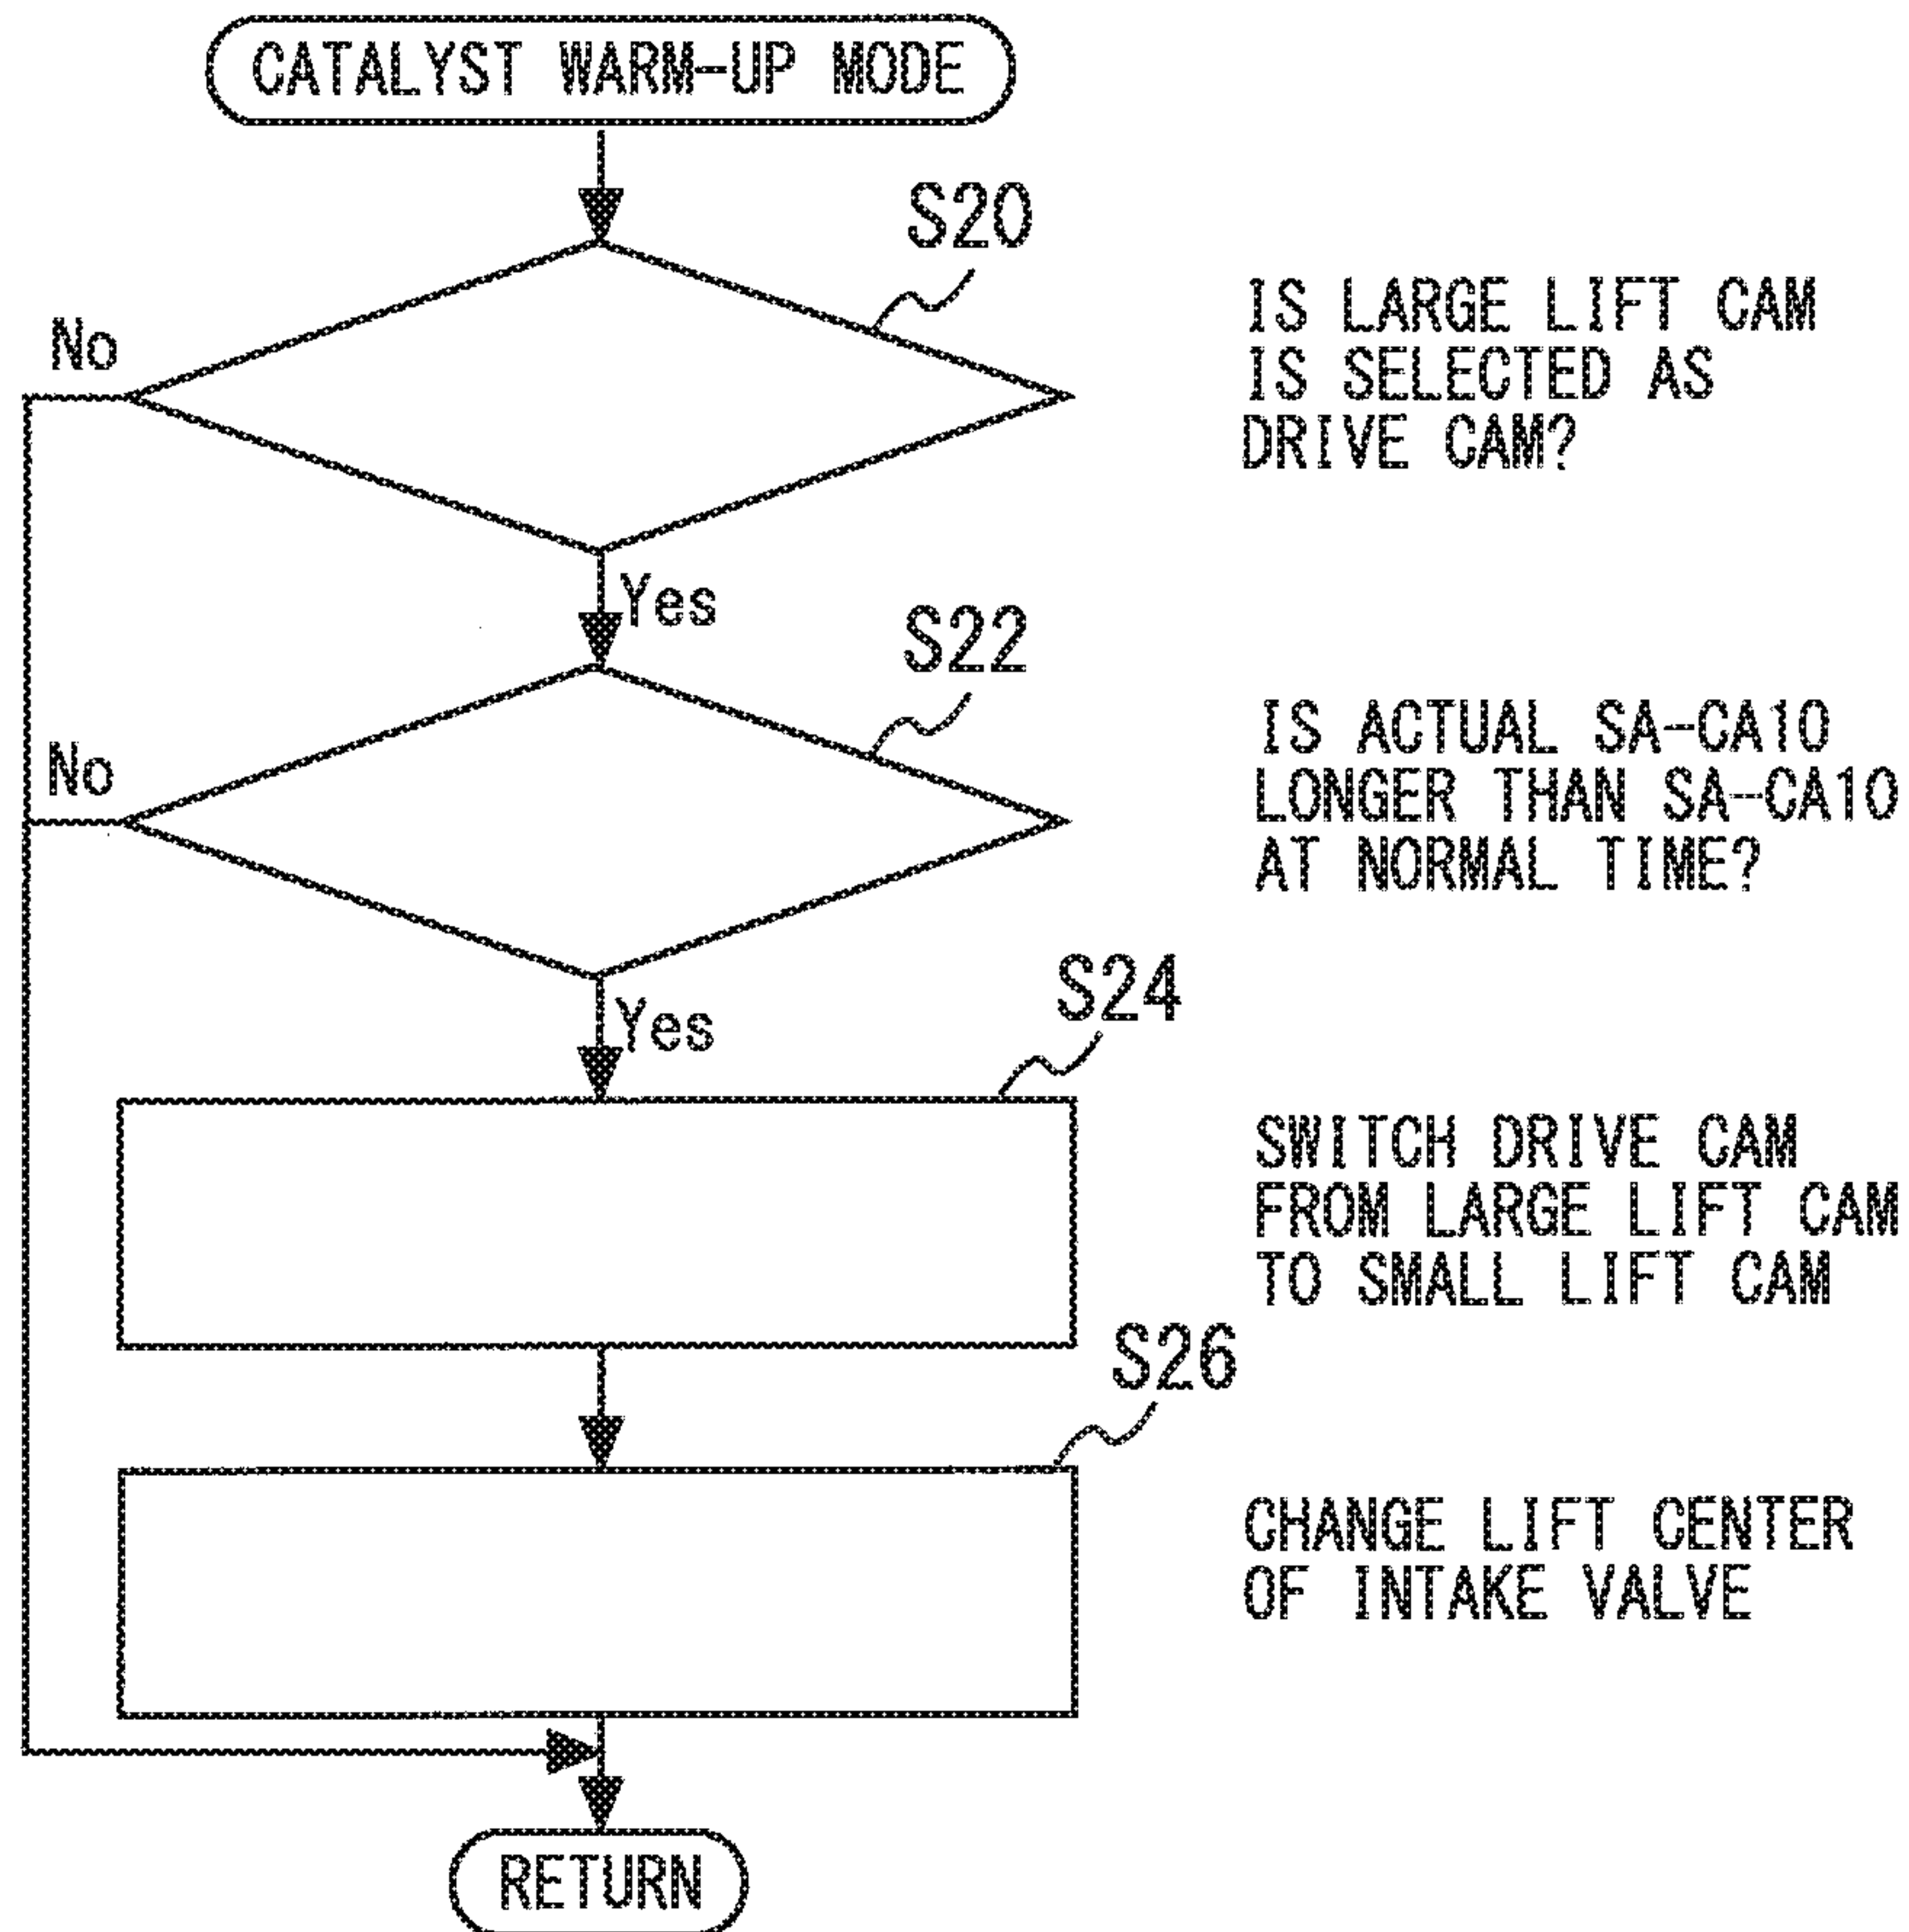 CATALYST WARM-UP MODE
S20
No
IS LARGE LIFT CAM
IS SELECTED AS
DRIVE CAM?
Yes
S22
No
IS ACTUAL SA-CA10
LONGER THAN SA-CA10
AT NORMAL TIME?
Yes
S24
SWITCH DRIVE CAM
FROM LARGE LIFT CAM
TO SMALL LIFT CAM
S26
CHANGE LIFT CENTER
OF INTAKE VALVE
RETURN